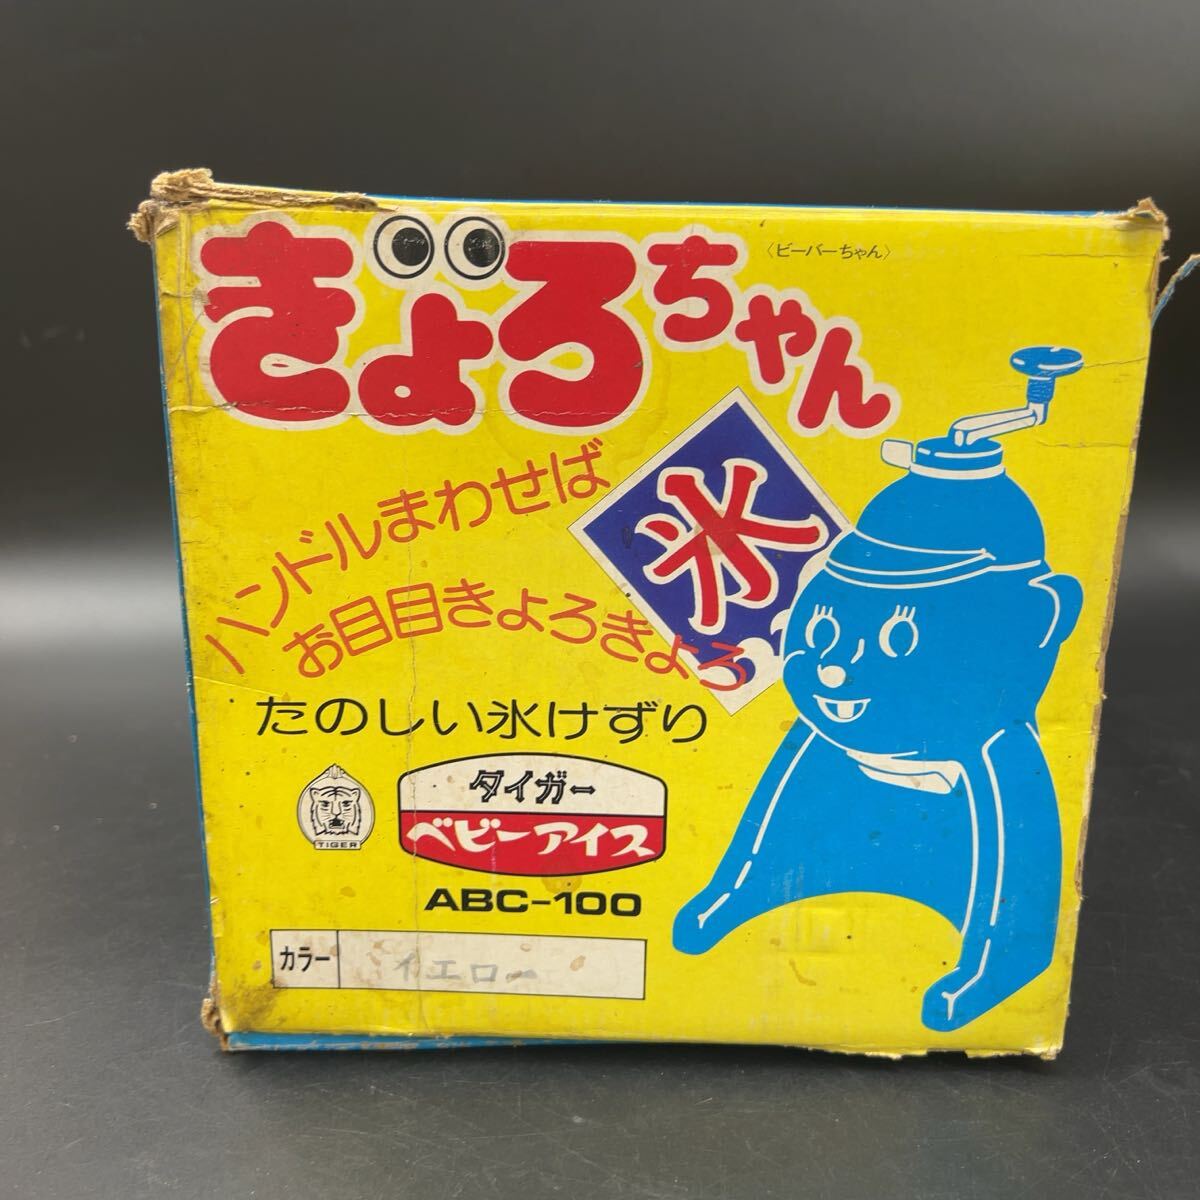 きょろちゃん
〈ビーバーちゃん〉
氷
ハンドルまわせば
お目目きょろきょろ
たのしい氷けずり
TIGER
タイガー
ベビーアイス
ABC-100
カラー イエロー